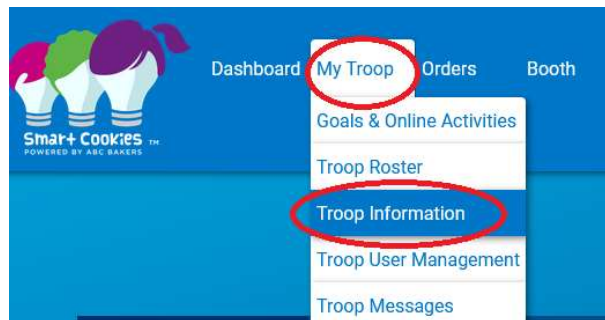 Dashboard My Troop Orders Booth
Smart Cookies TM
POWERED BY ABC BAKERS
Goals & Online Activities
Troop Roster
Troop Information
Troop User Management
Troop Messages